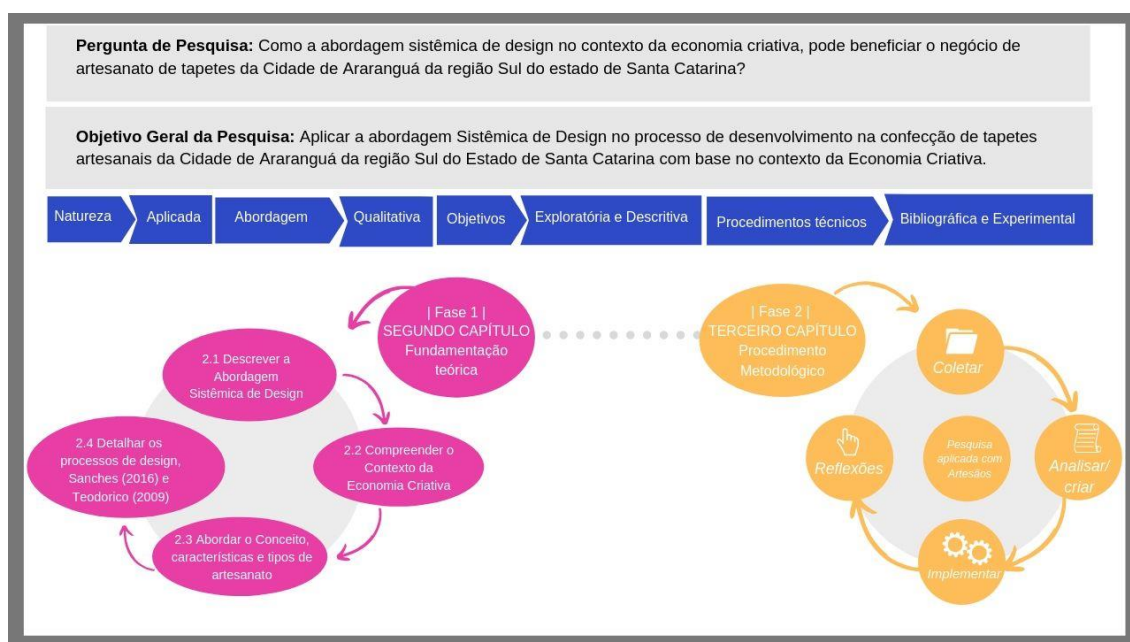 Pergunta de Pesquisa: Como a abordagem sistêmica de design no contexto da economia criativa, pode beneficiar o negócio de
artesanato de tapetes da Cidade de Araranguá da região Sul do estado de Santa Catarina?
Objetivo Geral da Pesquisa: Aplicar a abordagem Sistêmica de Design no processo de desenvolvimento na confecção de tapetes
artesanais da Cidade de Araranguá da região Sul do Estado de Santa Catarina com base no contexto da Economia Criativa.
Natureza
Aplicada
Abordagem
Qualitativa
Objetivos
Exploratória e Descritiva
Procedimentos técnicos
Bibliográfica e Experimental
| Fase 1 |
SEGUNDO CAPÍTULO
Fundamentação
teórica
2.1 Descrever a
Abordagem
Sistêmica de Design
2.2 Compreender o
Contexto da
Economia Criativa
2.3 Abordar o Conceito,
características e tipos de
artesanato
2.4 Detalhar os
processos de design,
Sanches (2016) e
Teodorico (2009)
| Fase 2 |
TERCEIRO CAPÍTULO
Procedimento
Metodológico
Coletar
Analisar/
criar
Implementar
Reflexões
Pesquisa
aplicada com
Artesãos